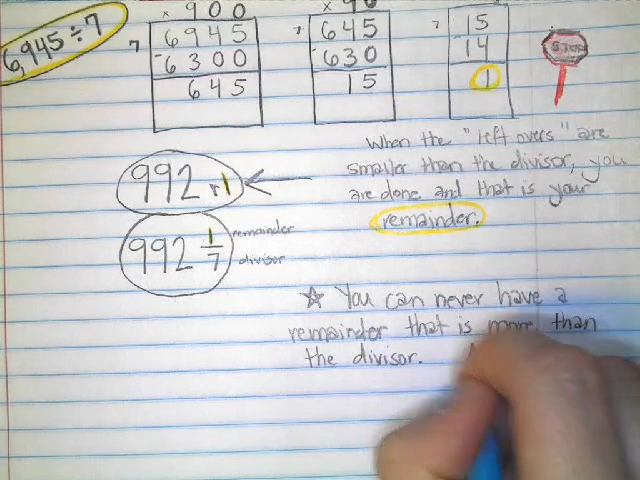 6,945 ÷ 7
× 900
7 6945
-6300
645
× 90
7 645
-630
15
7 15
-14
1
STOP
When the "left overs" are
smaller than the divisor, you
are done and that is your
remainder.
992 r1
992 1/7
remainder
divisor
☆ You can never have a
remainder that is more than
the divisor.